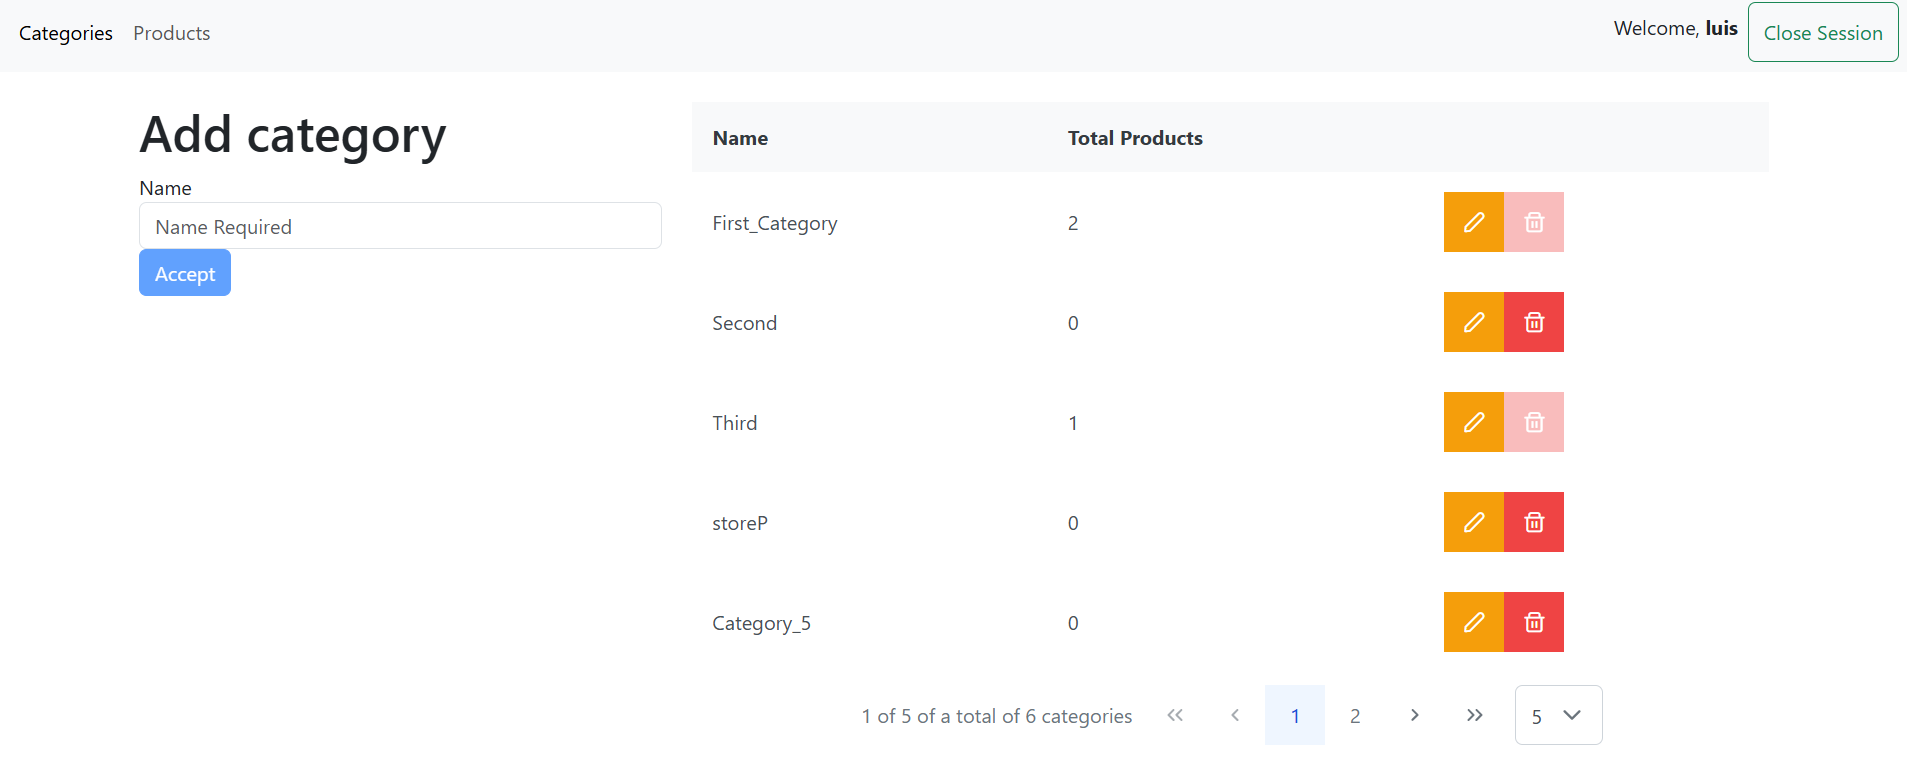 Categories Products Welcome, luis Close Session
Add category
Name
Name Required
Accept
Name Total Products
First_Category 2
Second 0
Third 1
storeP 0
Category_5 0
1 of 5 of a total of 6 categories 1 2 5